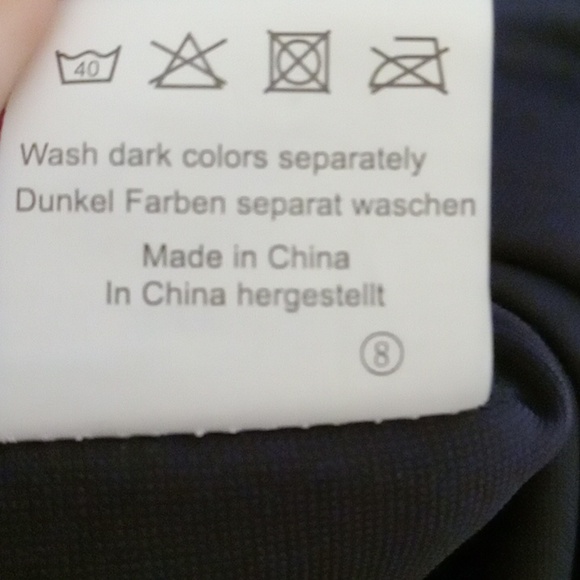 40
Wash dark colors separately
Dunkel Farben separat waschen
Made in China
In China hergestellt
8